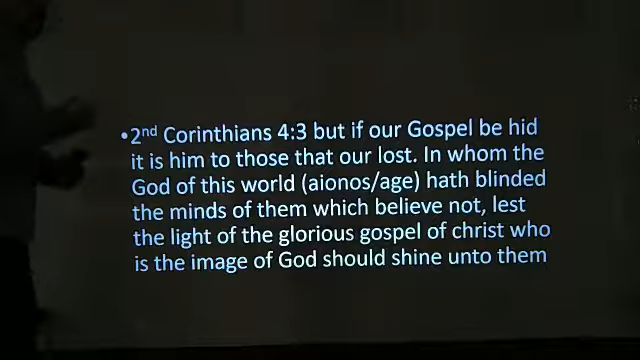 •2nd Corinthians 4:3 but if our Gospel be hid
it is him to those that our lost. In whom the
God of this world (aionos/age) hath blinded
the minds of them which believe not, lest
the light of the glorious gospel of christ who
is the image of God should shine unto them